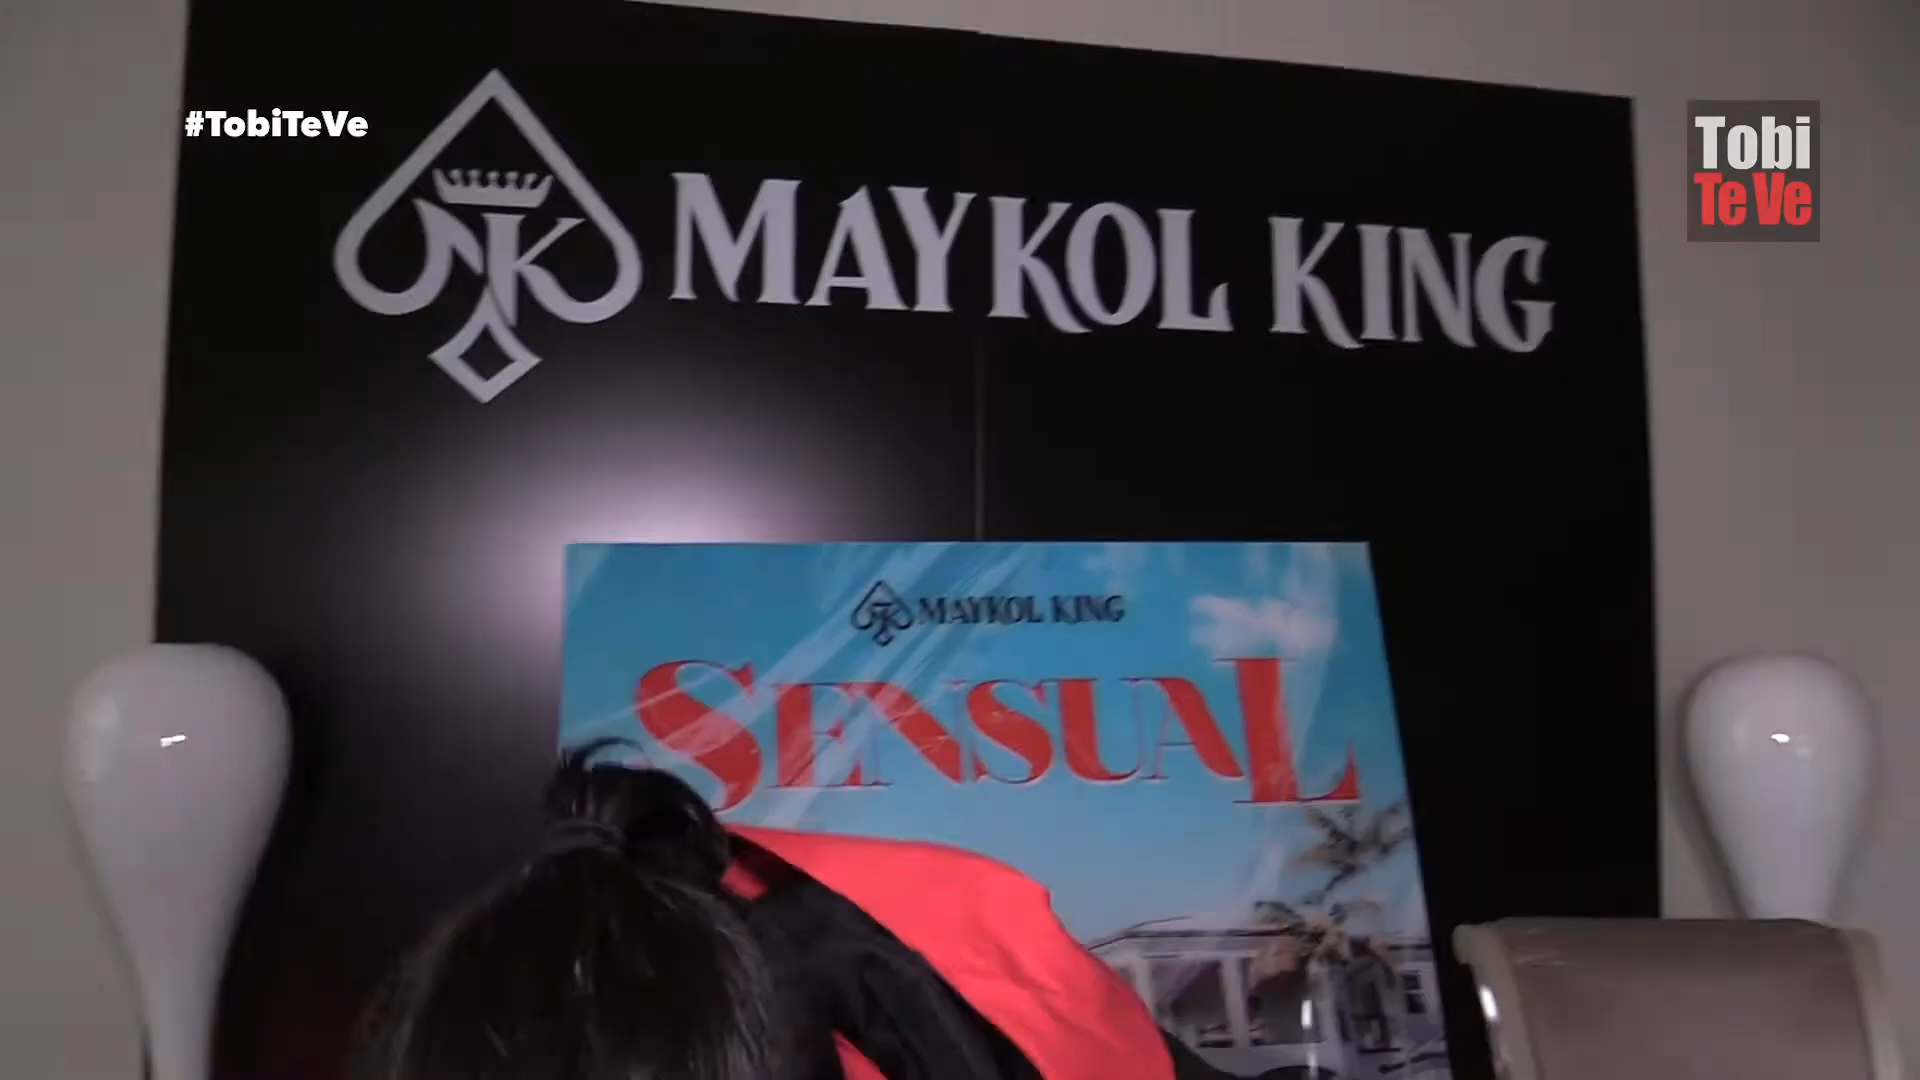 #TobiTeVe
Tobi
Te Ve
MAYKOL KING
MAYKOL KING
SENSUAL